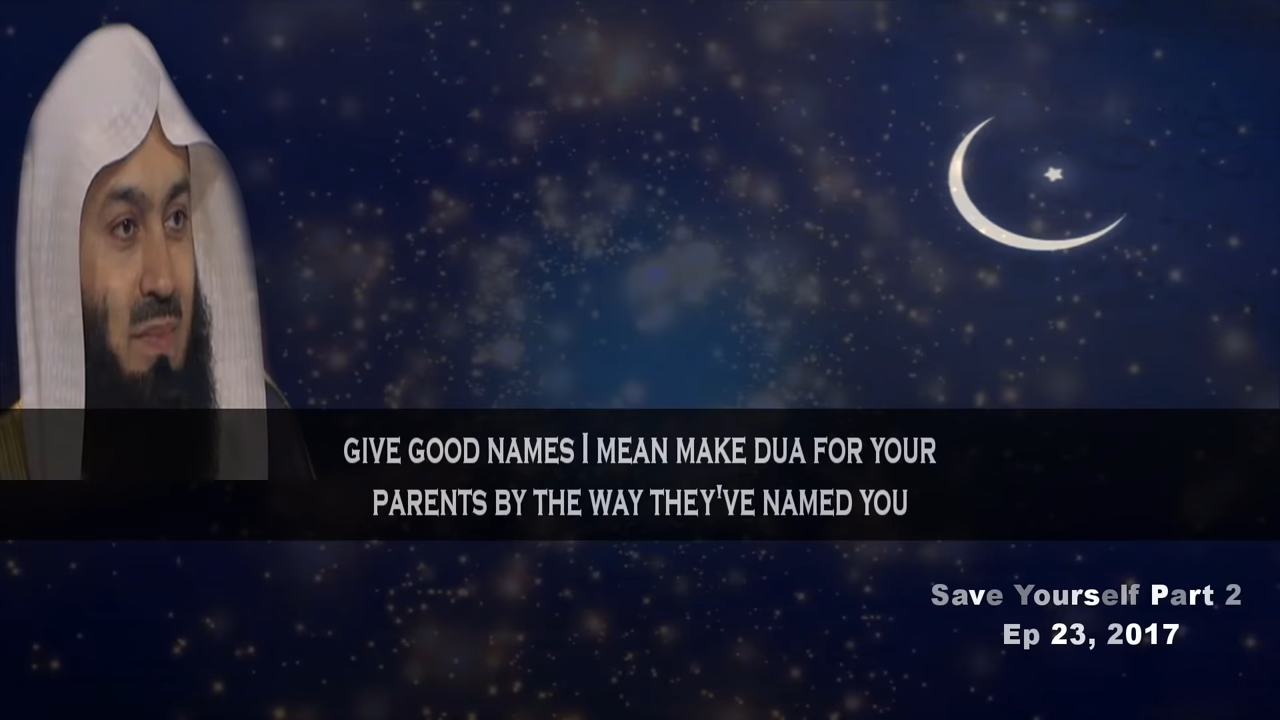 GIVE GOOD NAMES I MEAN MAKE DUA FOR YOUR
PARENTS BY THE WAY THEY'VE NAMED YOU
Save Yourself Part 2
Ep 23, 2017